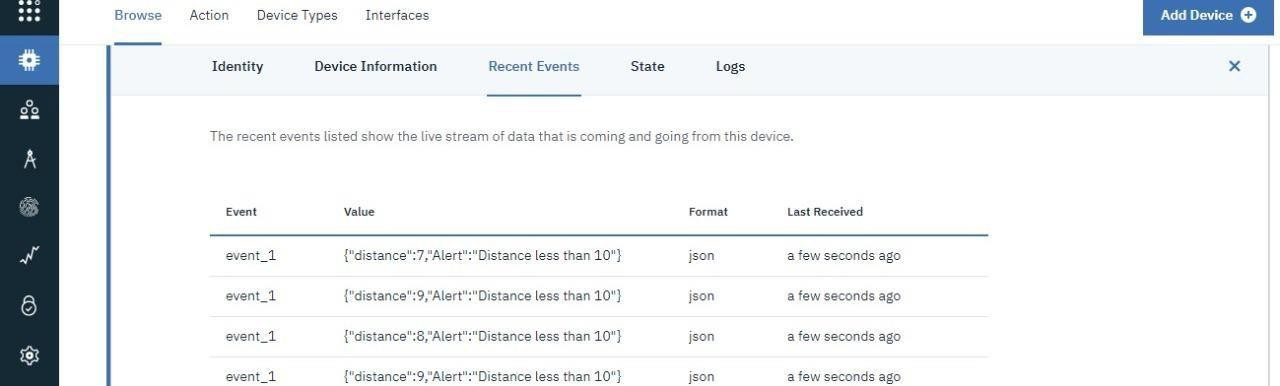 Browse Action Device Types Interfaces Add Device
Identity Device Information Recent Events State Logs
The recent events listed show the live stream of data that is coming and going from this device.
Event Value Format Last Received
event_1 {"distance":7,"Alert":"Distance less than 10"} json a few seconds ago
event_1 {"distance":9,"Alert":"Distance less than 10"} json a few seconds ago
event_1 {"distance":8,"Alert":"Distance less than 10"} json a few seconds ago
event_1 {"distance":9,"Alert":"Distance less than 10"} json a few seconds ago